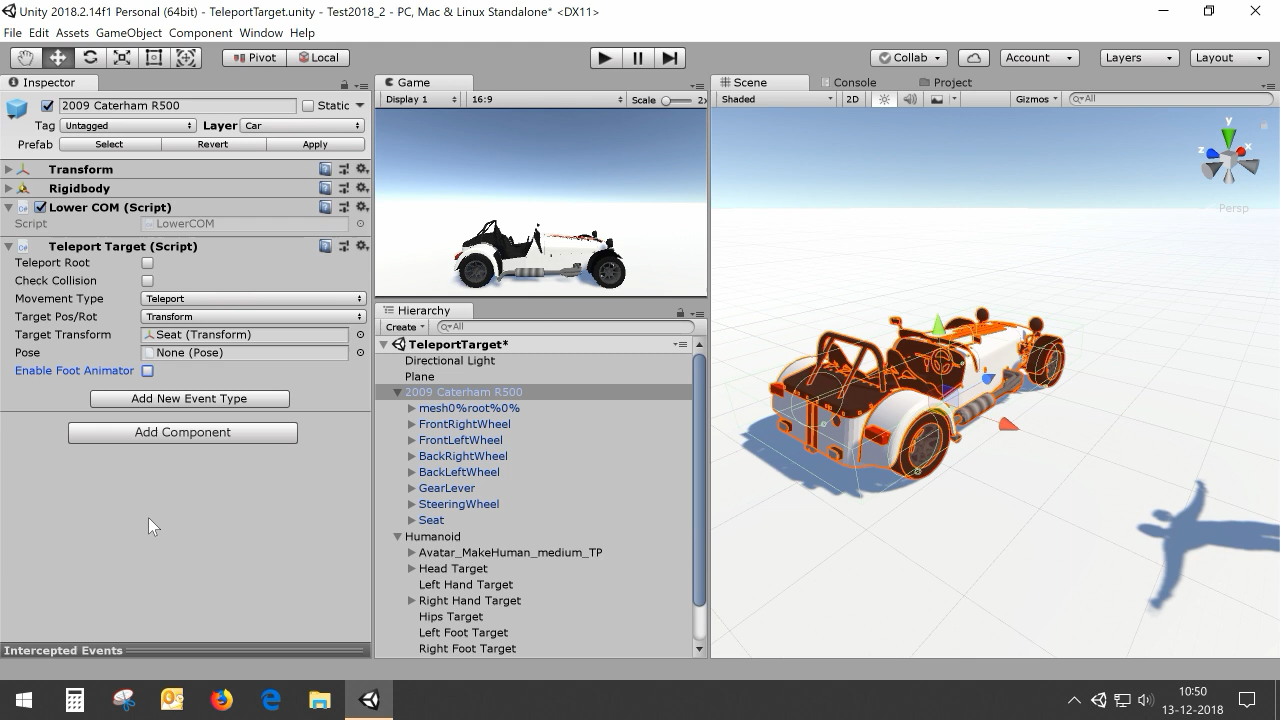 Unity 2018.2.14f1 Personal (64bit) - TeleportTarget.unity - Test2018_2 - PC, Mac & Linux Standalone* <DX11>
File Edit Assets GameObject Component Window Help
Pivot Local Collab Account Layers Layout
Inspector
2009 Caterham R500 Static
Tag Untagged Layer Car
Prefab Select Revert Apply
Transform
Rigidbody
Lower COM (Script)
Script LowerCOM
Teleport Target (Script)
Teleport Root
Check Collision
Movement Type Teleport
Target Pos/Rot Transform
Target Transform Seat (Transform)
Pose None (Pose)
Enable Foot Animator
Add New Event Type
Add Component
Intercepted Events
Game
Display 1 16:9 Scale 2x
Hierarchy
Create All
TeleportTarget*
Directional Light
Plane
2009 Caterham R500
mesh0%root%0%
FrontRightWheel
FrontLeftWheel
BackRightWheel
BackLeftWheel
GearLever
SteeringWheel
Seat
Humanoid
Avatar_MakeHuman_medium_TP
Head Target
Left Hand Target
Right Hand Target
Hips Target
Left Foot Target
Right Foot Target
Scene Console Project
Shaded 2D Gizmos All
y
z x
Persp
10:50
13-12-2018